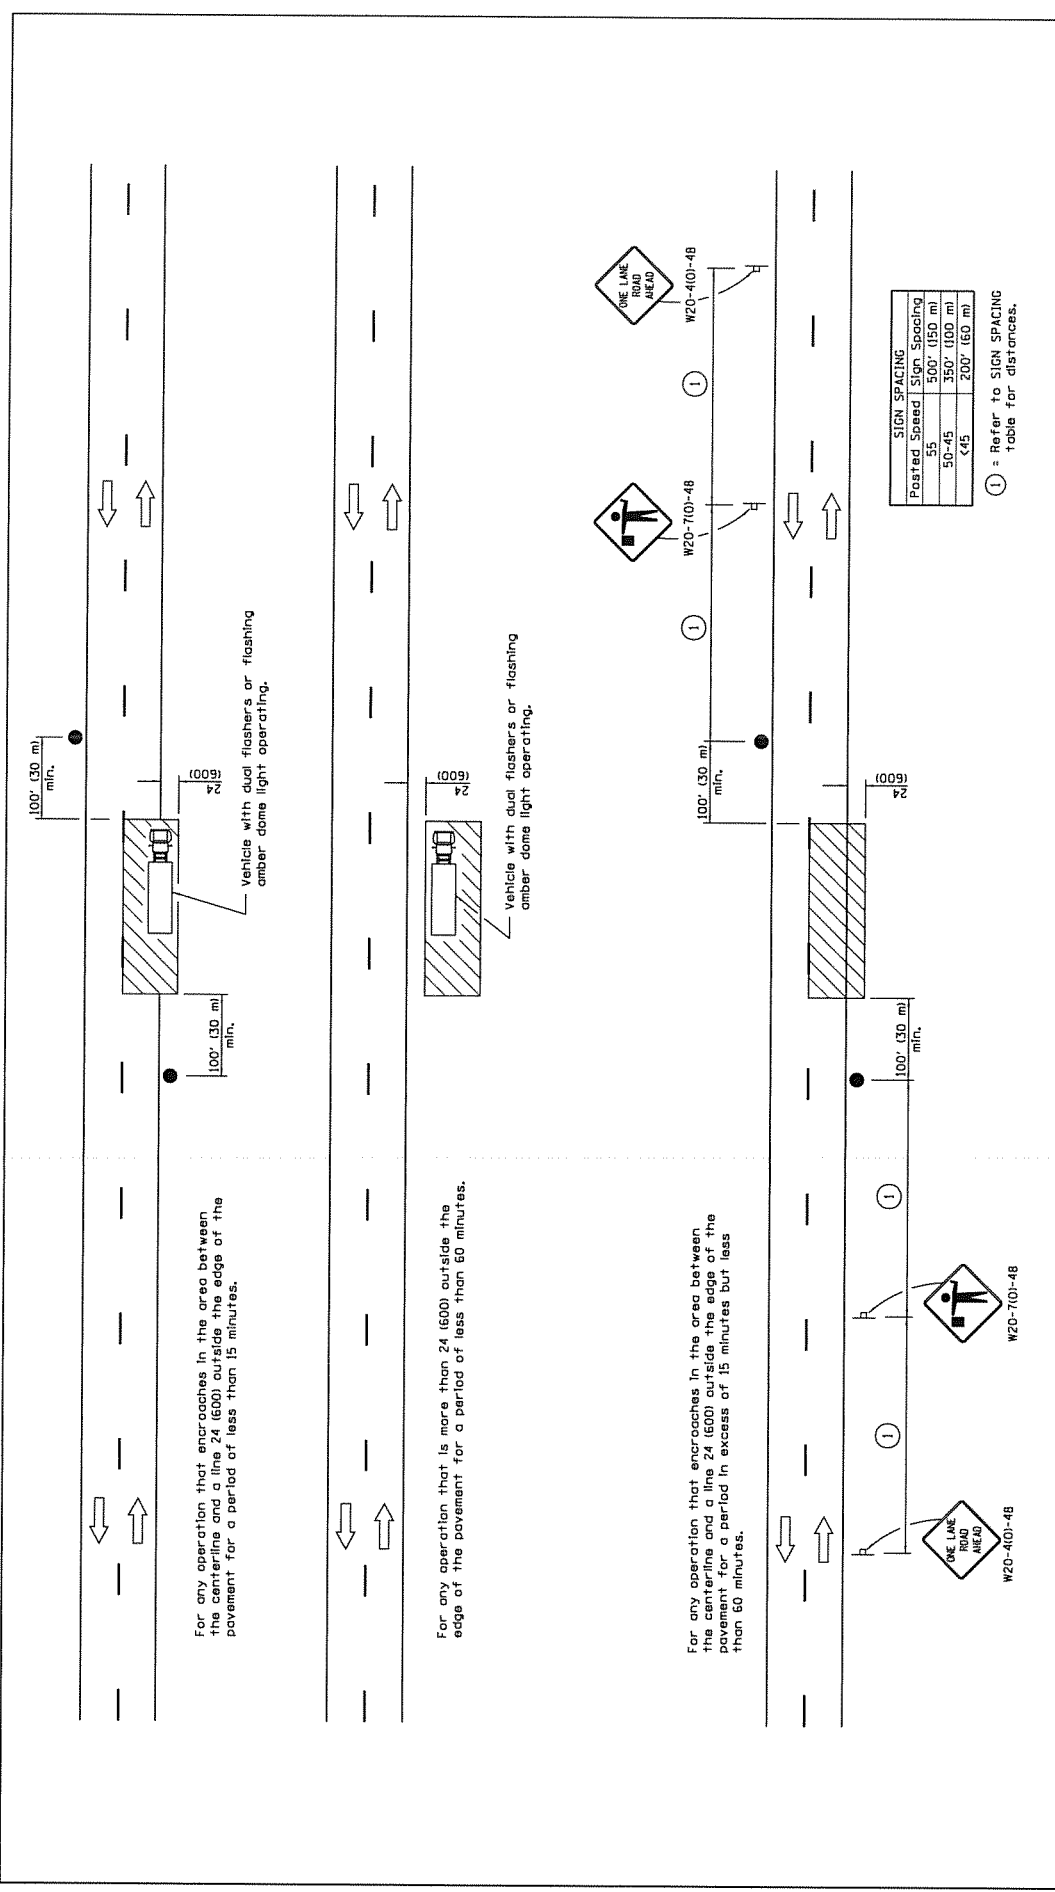 100' (30 m)
min.
24
(600)
Vehicle with dual flashers or flashing
amber dome light operating.
100' (30 m)
min.
For any operation that encroaches in the area between
the centerline and a line 24 (600) outside the edge of the
pavement for a period of less than 15 minutes.
24
(600)
Vehicle with dual flashers or flashing
amber dome light operating.
For any operation that is more than 24 (600) outside the
edge of the pavement for a period of less than 60 minutes.
ONE LANE
ROAD
AHEAD
W20-4(O)-48
W20-7(O)-48
1
1
100' (30 m)
min.
24
(600)
100' (30 m)
min.
For any operation that encroaches in the area between
the centerline and a line 24 (600) outside the edge of the
pavement for a period in excess of 15 minutes but less
than 60 minutes.
1
1
W20-7(O)-48
ONE LANE
ROAD
AHEAD
W20-4(O)-48
SIGN SPACING
Posted Speed Sign Spacing
55 500' (150 m)
50-45 350' (100 m)
<45 200' (60 m)
1 = Refer to SIGN SPACING
table for distances.